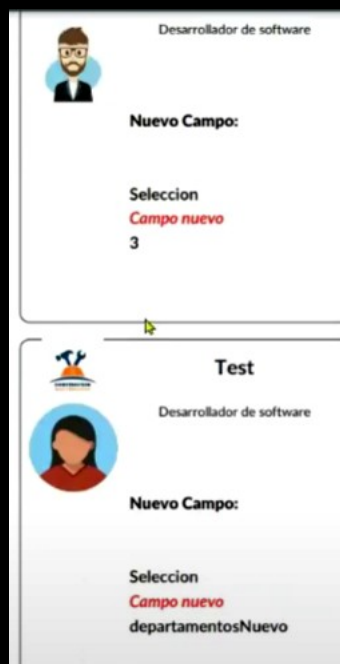 Desarrollador de software
Nuevo Campo:
Seleccion
Campo nuevo
3
Test
Desarrollador de software
Nuevo Campo:
Seleccion
Campo nuevo
departamentosNuevo